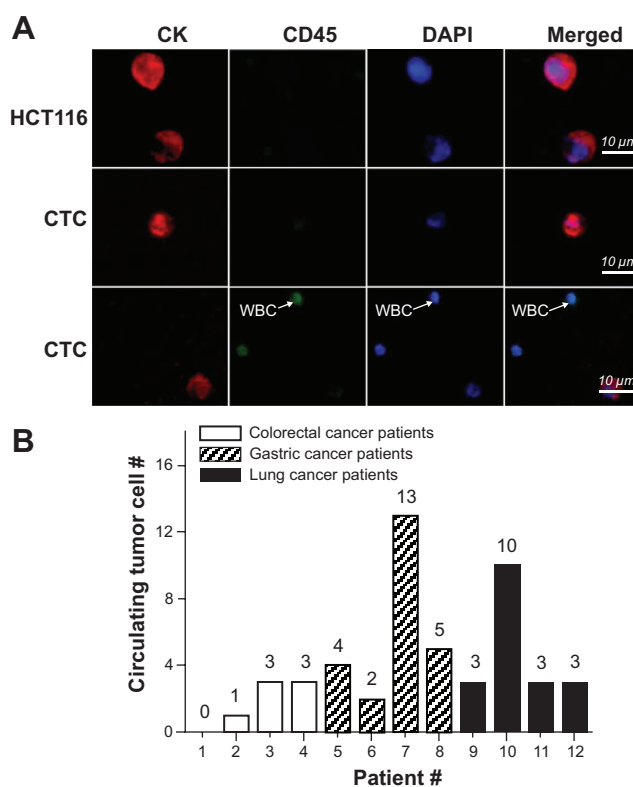 A
CK CD45 DAPI Merged
HCT116
10 µm
CTC
10 µm
CTC
WBC WBC WBC
10 µm
B
Colorectal cancer patients
Gastric cancer patients
Lung cancer patients
Circulating tumor cell #
16
12
8
4
0
0 1 3 3 4 2 13 5 3 10 3 3
1 2 3 4 5 6 7 8 9 10 11 12
Patient #